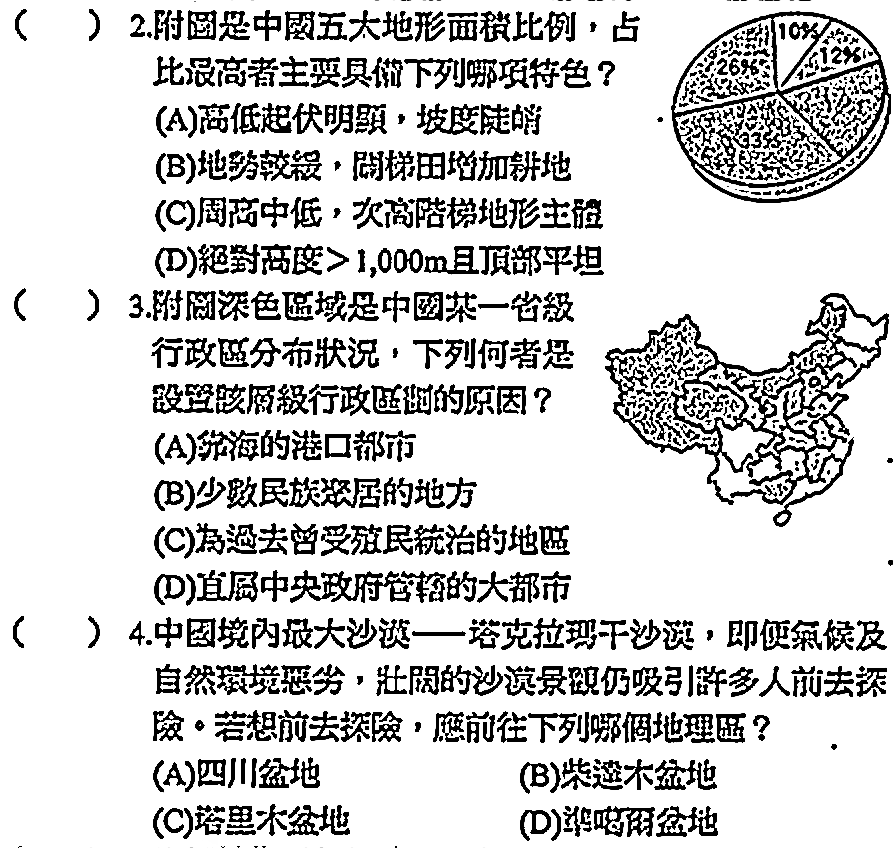 ( ) 2.附圖是中國五大地形面積比例，占
比最高者主要具備下列哪項特色？
(A)高低起伏明顯，坡度陡峭
(B)地勢較緩，闢梯田增加耕地
(C)周高中低，次高階梯地形主體
(D)絕對高度＞1,000m且頂部平坦
10%
12%
26%
33%
( ) 3.附圖深色區域是中國某一省級
行政區分布狀況，下列何者是
設置該層級行政區劃的原因？
(A)沿海的港口都市
(B)少數民族聚居的地方
(C)為過去曾受殖民統治的地區
(D)直屬中央政府管轄的大都市
( ) 4.中國境內最大沙漠——塔克拉瑪干沙漠，即便氣候及
自然環境惡劣，壯闊的沙漠景觀仍吸引許多人前去探
險。若想前去探險，應前往下列哪個地理區？
(A)四川盆地 (B)柴達木盆地
(C)塔里木盆地 (D)準噶爾盆地